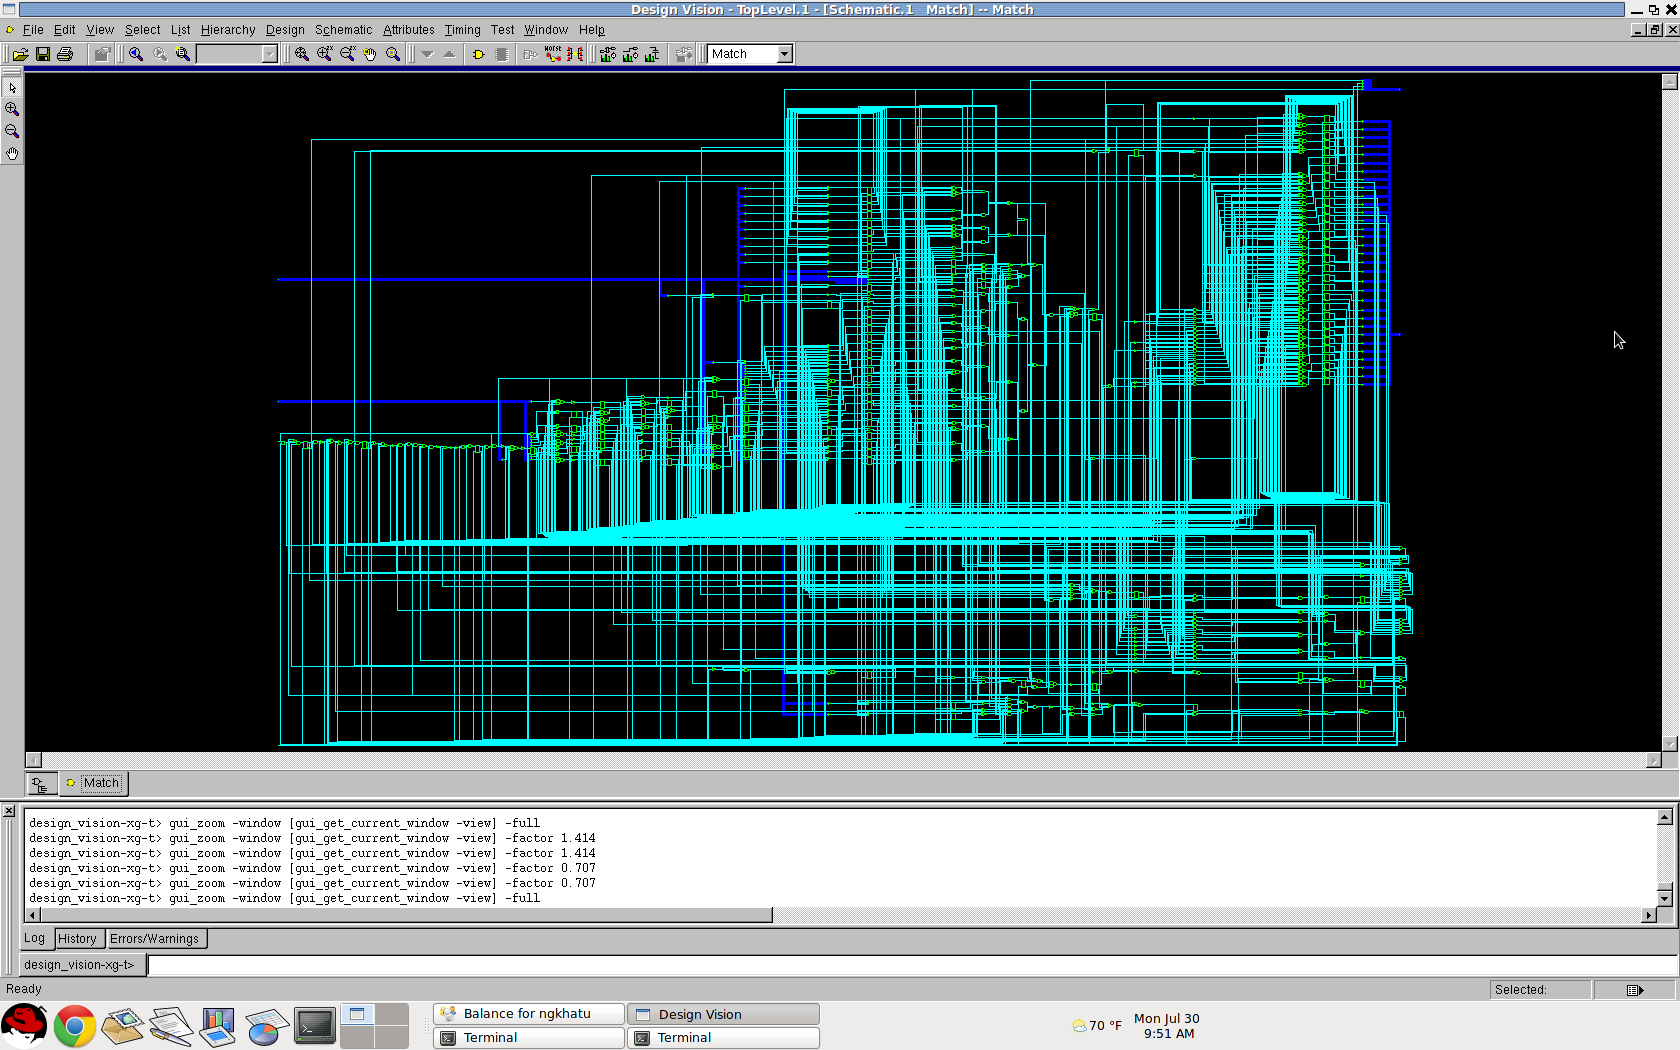 Design Vision - TopLevel.1 - [Schematic.1   Match] -- Match
File Edit View Select List Hierarchy Design Schematic Attributes Timing Test Window Help
Match
Match
design_vision-xg-t> gui_zoom -window [gui_get_current_window -view] -full
design_vision-xg-t> gui_zoom -window [gui_get_current_window -view] -factor 1.414
design_vision-xg-t> gui_zoom -window [gui_get_current_window -view] -factor 1.414
design_vision-xg-t> gui_zoom -window [gui_get_current_window -view] -factor 0.707
design_vision-xg-t> gui_zoom -window [gui_get_current_window -view] -factor 0.707
design_vision-xg-t> gui_zoom -window [gui_get_current_window -view] -full
Log History Errors/Warnings
design_vision-xg-t>
Ready Selected:
Balance for ngkhatu Design Vision
Terminal Terminal
70 °F
Mon Jul 30
9:51 AM